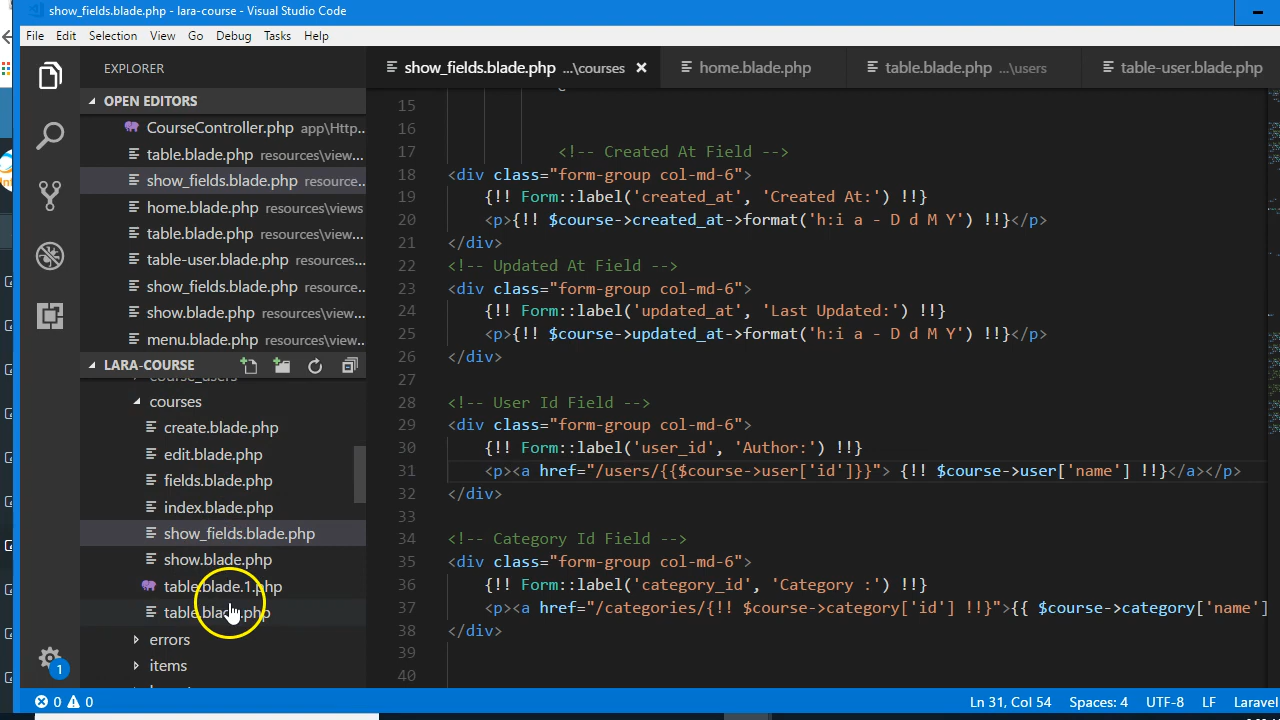 show_fields.blade.php - lara-course - Visual Studio Code
File Edit Selection View Go Debug Tasks Help
EXPLORER
show_fields.blade.php ...\courses
home.blade.php
table.blade.php ...\users
table-user.blade.php
OPEN EDITORS
CourseController.php app\Http...
table.blade.php resources\view...
show_fields.blade.php resource...
home.blade.php resources\views
table.blade.php resources\view...
table-user.blade.php resources...
show_fields.blade.php resource...
show.blade.php resources\view...
menu.blade.php resources\view...
LARA-COURSE
course_users
courses
create.blade.php
edit.blade.php
fields.blade.php
index.blade.php
show_fields.blade.php
show.blade.php
table.blade.1.php
table.blade.php
errors
items
15
16
17 <!-- Created At Field -->
18 <div class="form-group col-md-6">
19 {!! Form::label('created_at', 'Created At:') !!}
20 <p>{!! $course->created_at->format('h:i a - D d M Y') !!}</p>
21 </div>
22 <!-- Updated At Field -->
23 <div class="form-group col-md-6">
24 {!! Form::label('updated_at', 'Last Updated:') !!}
25 <p>{!! $course->updated_at->format('h:i a - D d M Y') !!}</p>
26 </div>
27
28 <!-- User Id Field -->
29 <div class="form-group col-md-6">
30 {!! Form::label('user_id', 'Author:') !!}
31 <p><a href="/users/{{$course->user['id']}}"> {!! $course->user['name'] !!}</a></p>
32 </div>
33
34 <!-- Category Id Field -->
35 <div class="form-group col-md-6">
36 {!! Form::label('category_id', 'Category :') !!}
37 <p><a href="/categories/{!! $course->category['id'] !!}">{{ $course->category['name']
38 </div>
39
40
1
0 0
Ln 31, Col 54 Spaces: 4 UTF-8 LF Laravel